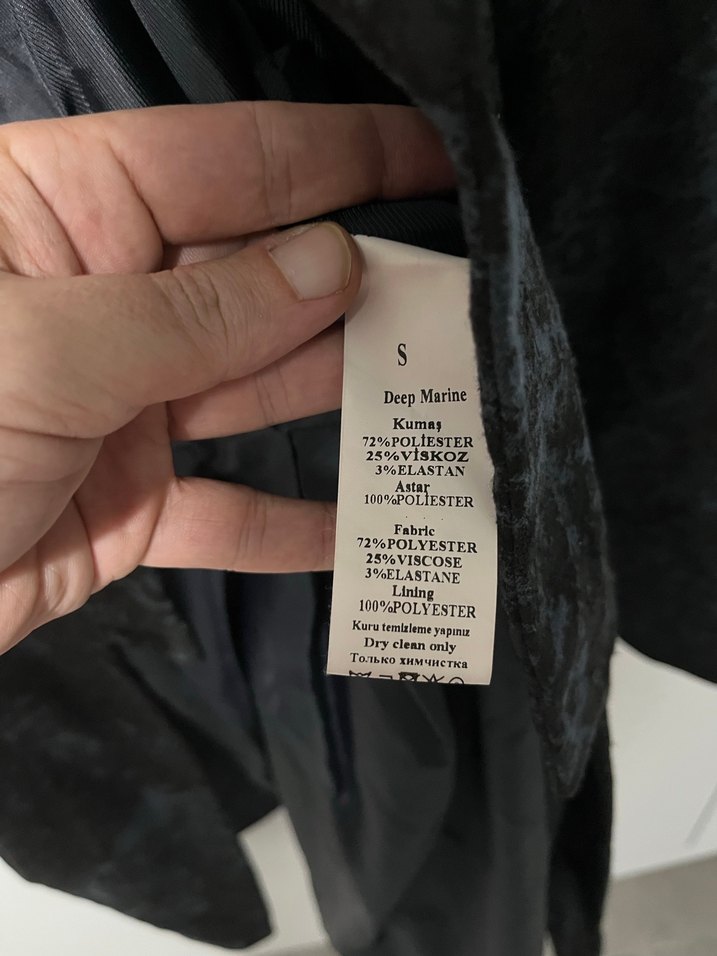 S
Deep Marine
Kumaş
72%POLİESTER
25%VİSKOZ
3%ELASTAN
Astar
100%POLİESTER
Fabric
72%POLYESTER
25%VISCOSE
3%ELASTANE
Lining
100%POLYESTER
Kuru temizleme yapınız
Dry clean only
Только химчистка